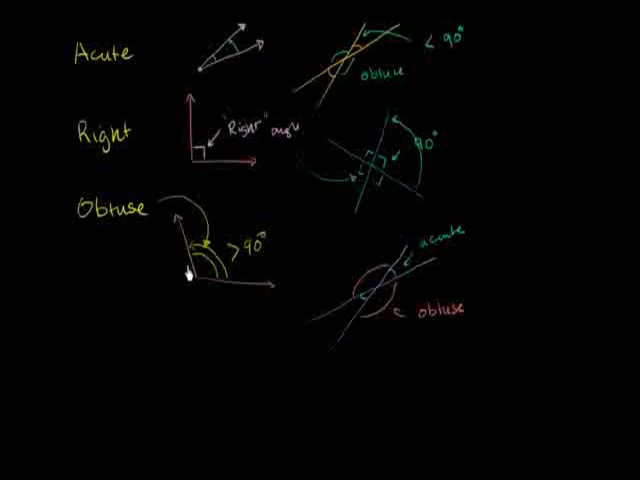 Acute
< 90°
obtuse
Right
"Right" angle
90°
Obtuse
> 90°
acute
obtuse